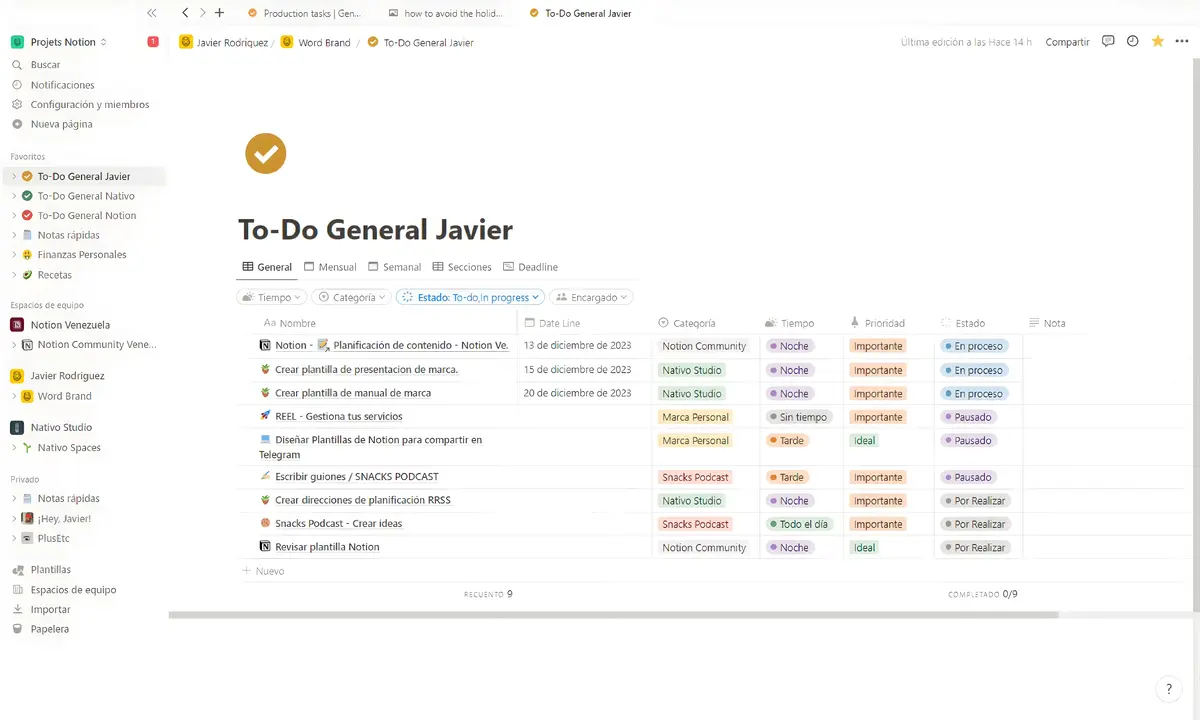 Production tasks | Gen...
how to avoid the holid...
To-Do General Javier
Projets Notion
1
Javier Rodriguez / Word Brand / To-Do General Javier
Última edición a las Hace 14 h
Compartir
Buscar
Notificaciones
Configuración y miembros
Nueva página
Favoritos
To-Do General Javier
To-Do General Nativo
To-Do General Notion
Notas rápidas
Finanzas Personales
Recetas
Espacios de equipo
Notion Venezuela
Notion Community Vene...
Javier Rodriguez
Word Brand
Nativo Studio
Nativo Spaces
Privado
Notas rápidas
¡Hey, Javier!
PlusEtc
Plantillas
Espacios de equipo
Importar
Papelera
To-Do General Javier
General Mensual Semanal Secciones Deadline
Tiempo Categoría Estado: To-do,In progress Encargado
Aa Nombre Date Line Categoría Tiempo Prioridad Estado Nota
Notion - Planificación de contenido - Notion Ve. 13 de diciembre de 2023 Notion Community Noche Importante En proceso
Crear plantilla de presentacion de marca. 15 de diciembre de 2023 Nativo Studio Noche Importante En proceso
Crear plantilla de manual de marca 20 de diciembre de 2023 Nativo Studio Noche Importante En proceso
REEL - Gestiona tus servicios Marca Personal Sin tiempo Importante Pausado
Diseñar Plantillas de Notion para compartir en Marca Personal Tarde Ideal Pausado
Telegram
Escribir guiones / SNACKS PODCAST Snacks Podcast Tarde Importante Pausado
Crear direcciones de planificación RRSS Nativo Studio Noche Importante Por Realizar
Snacks Podcast - Crear ideas Snacks Podcast Todo el día Importante Por Realizar
Revisar plantilla Notion Notion Community Noche Ideal Por Realizar
+ Nuevo
RECUENTO 9 COMPLETADO 0/9
?